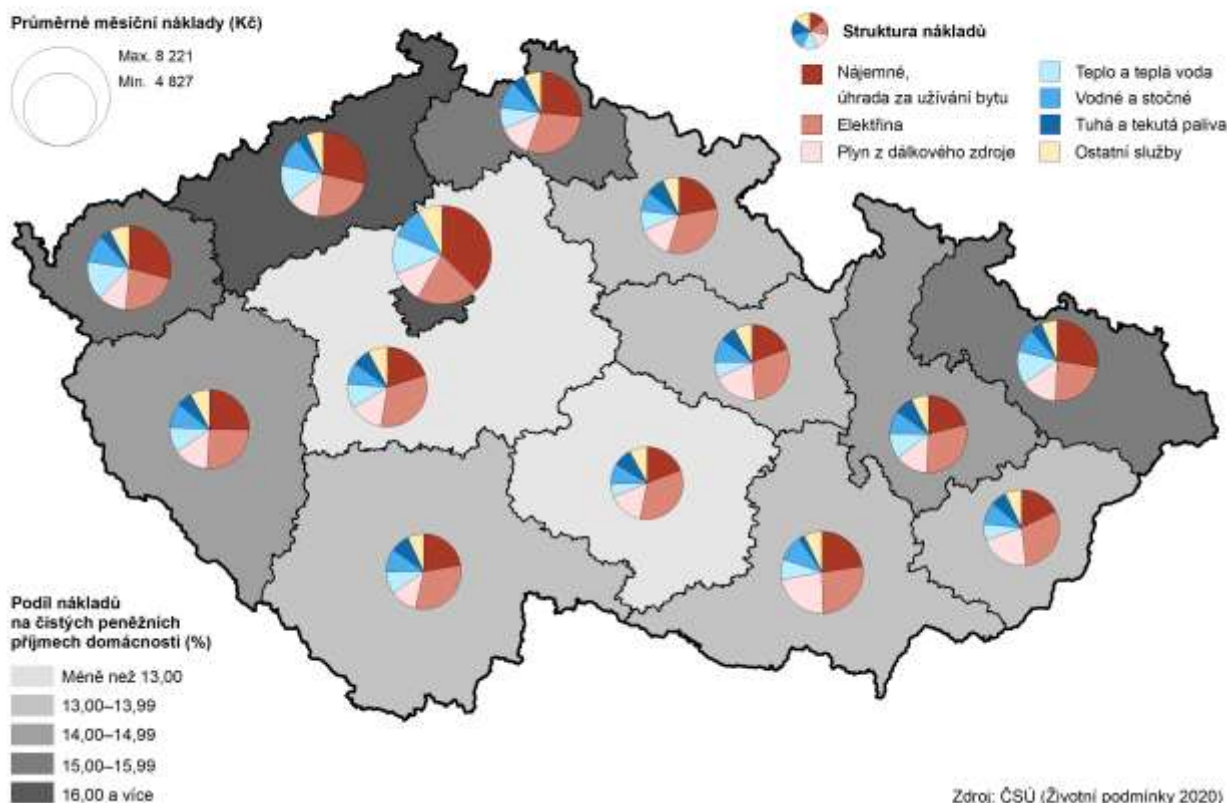 Průměrné měsíční náklady (Kč)
Max. 8 221
Min. 4 827
Struktura nákladů
Nájemné,
úhrada za užívání bytu
Elektřina
Plyn z dálkového zdroje
Teplo a teplá voda
Vodné a stočné
Tuhá a tekutá paliva
Ostatní služby
Podíl nákladů
na čistých peněžních
příjmech domácností (%)
Méně než 13,00
13,00–13,99
14,00–14,99
15,00–15,99
16,00 a více
Zdroj: ČSÚ (Životní podmínky 2020)